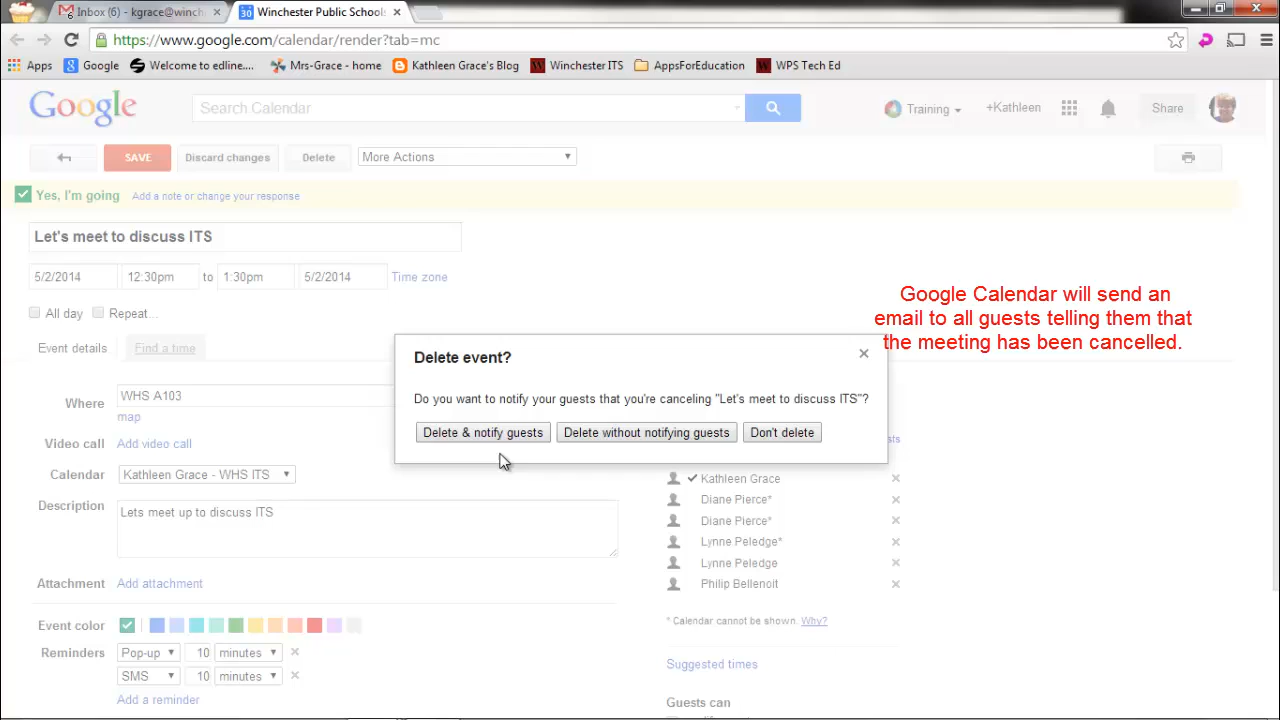 Inbox (6) - kgrace@winch
Winchester Public Schools
https://www.google.com/calendar/render?tab=mc
Apps Google Welcome to edline... Mrs-Grace - home Kathleen Grace's Blog Winchester ITS AppsForEducation WPS Tech Ed
Google
Search Calendar
Training +Kathleen Share
SAVE Discard changes Delete More Actions
Yes, I'm going Add a note or change your response
Let's meet to discuss ITS
5/2/2014 12:30pm to 1:30pm 5/2/2014 Time zone
All day Repeat...
Event details Find a time
Google Calendar will send an
email to all guests telling them that
the meeting has been cancelled.
Delete event?
Do you want to notify your guests that you're canceling "Let's meet to discuss ITS"?
Delete & notify guests Delete without notifying guests Don't delete
Where WHS A103
map
Video call Add video call
Calendar Kathleen Grace - WHS ITS
Description Lets meet up to discuss ITS
Attachment Add attachment
Event color
Reminders Pop-up 10 minutes
SMS 10 minutes
Add a reminder
Kathleen Grace
Diane Pierce*
Diane Pierce*
Lynne Peledge*
Lynne Peledge
Philip Bellenoit
* Calendar cannot be shown. Why?
Suggested times
Guests can